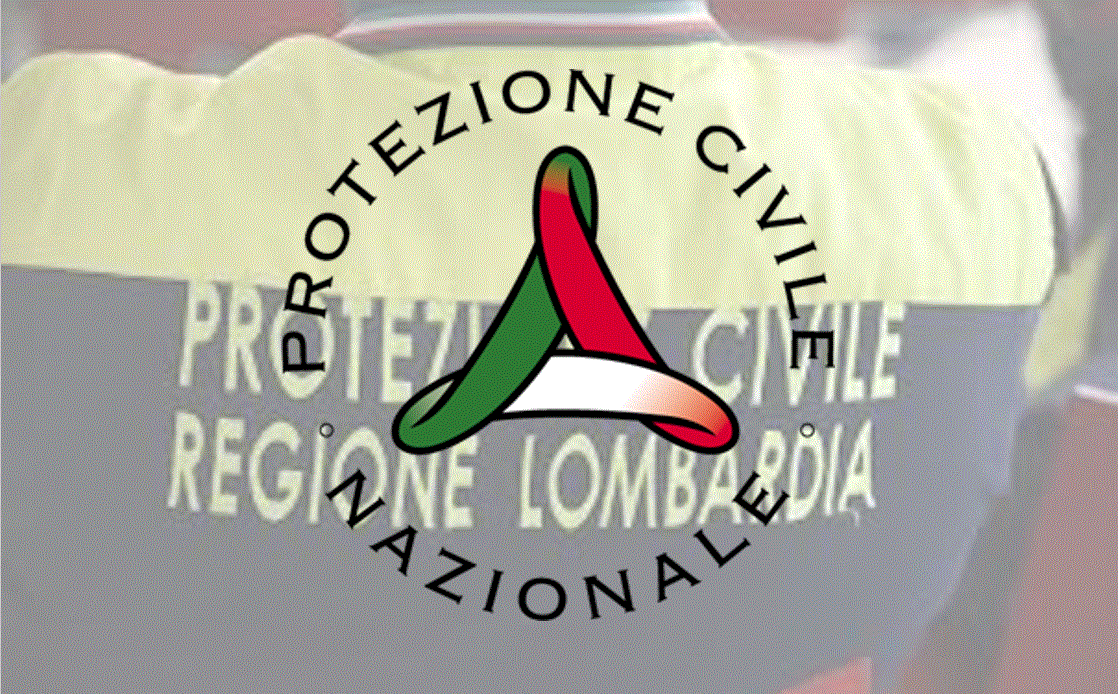 PROTEZIONE CIVILE
PROTEZI CIVILE
REGIONE LOMBARDIA
NAZIONALE